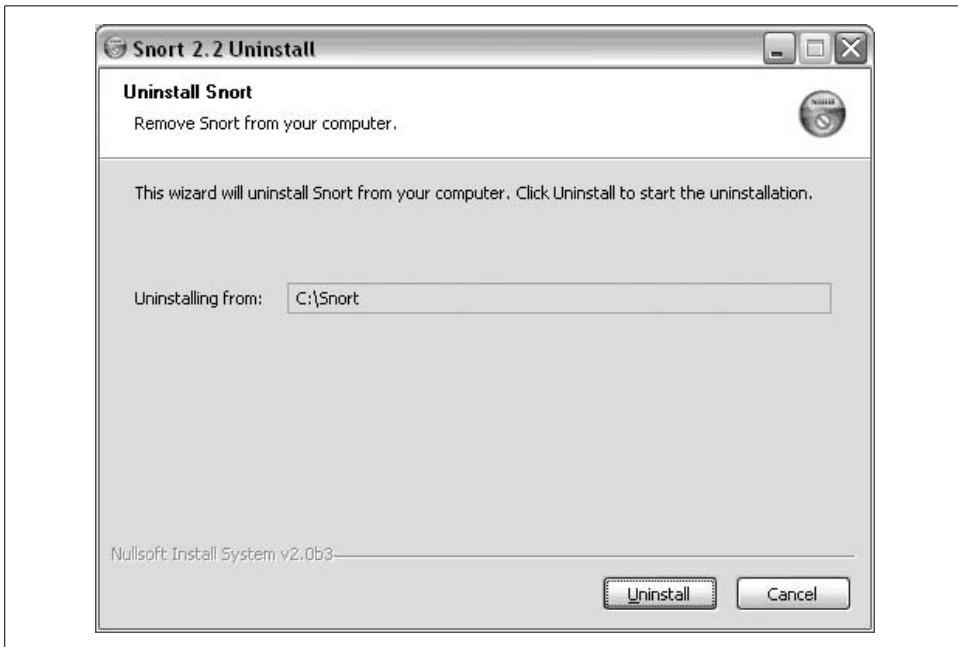 Snort 2.2 Uninstall
Uninstall Snort
Remove Snort from your computer.
This wizard will uninstall Snort from your computer. Click Uninstall to start the uninstallation.
Uninstalling from: C:\Snort
Nullsoft Install System v2.0b3
Uninstall Cancel